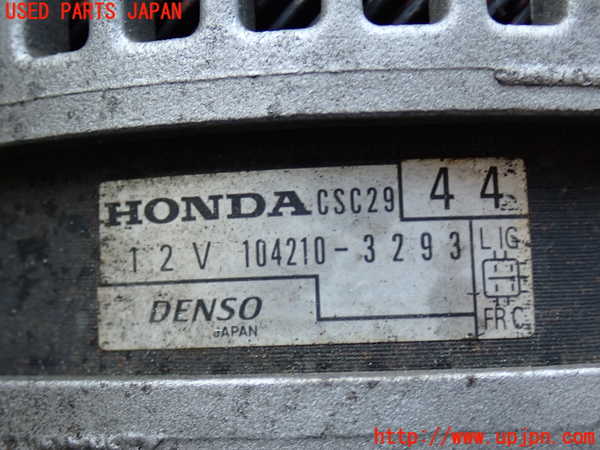 USED PARTS JAPAN
HONDA CSC29 44
12V 104210-3293 L IG
DENSO FR C
JAPAN
http://www.upjpn.com/